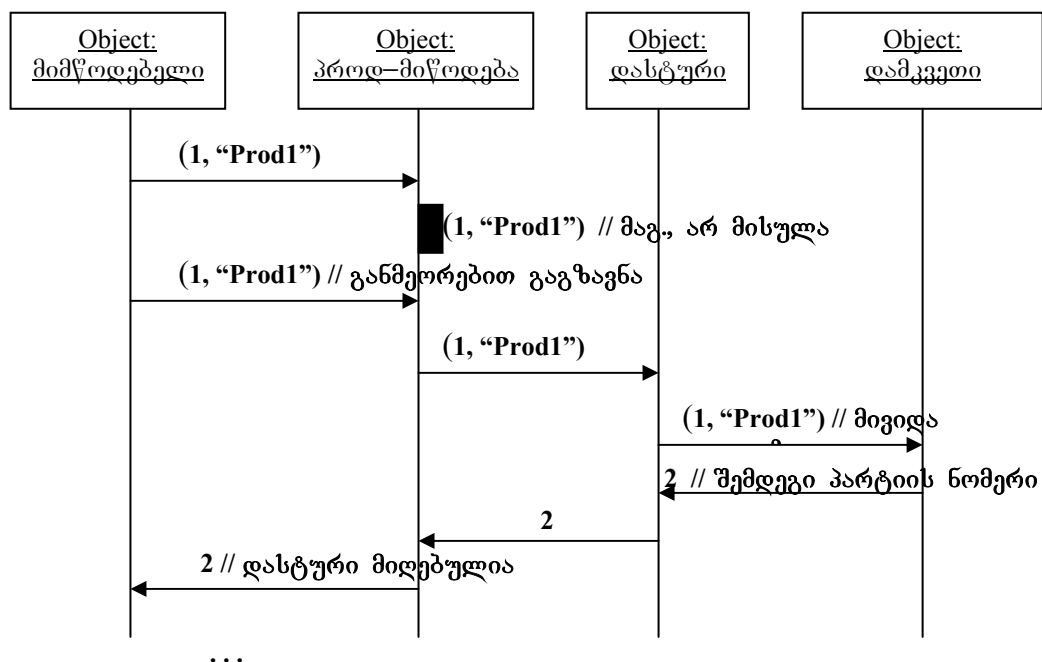 Object:
მიმწოდებელი
Object:
პროდ–მიწოდება
Object:
დასტური
Object:
დამკვეთი
(1, “Prod1”)
(1, “Prod1”) // მაგ., არ მისულა
(1, “Prod1”) // განმეორებით გაგზავნა
(1, “Prod1”)
(1, “Prod1”) // მივიდა
2 // შემდეგი პარტიის ნომერი
2
2 // დასტური მიღებულია
...